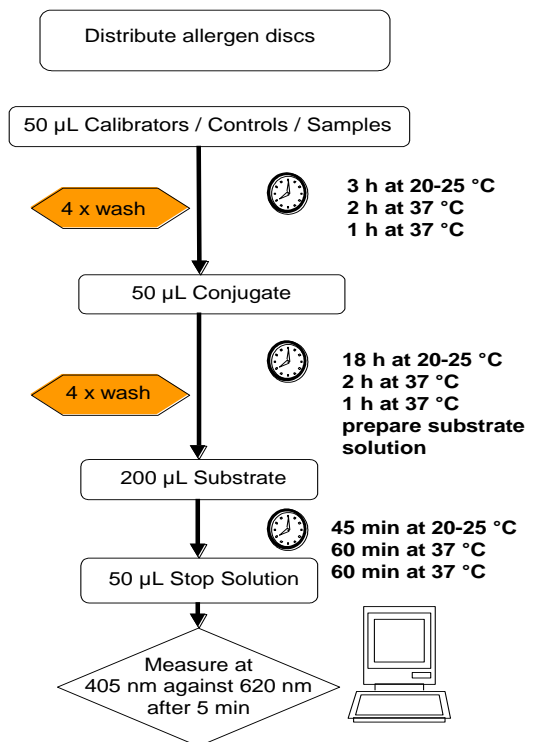 Distribute allergen discs
50 µL Calibrators / Controls / Samples
4 x wash
3 h at 20-25 °C
2 h at 37 °C
1 h at 37 °C
50 µL Conjugate
4 x wash
18 h at 20-25 °C
2 h at 37 °C
1 h at 37 °C
prepare substrate
solution
200 µL Substrate
45 min at 20-25 °C
60 min at 37 °C
60 min at 37 °C
50 µL Stop Solution
Measure at
405 nm against 620 nm
after 5 min